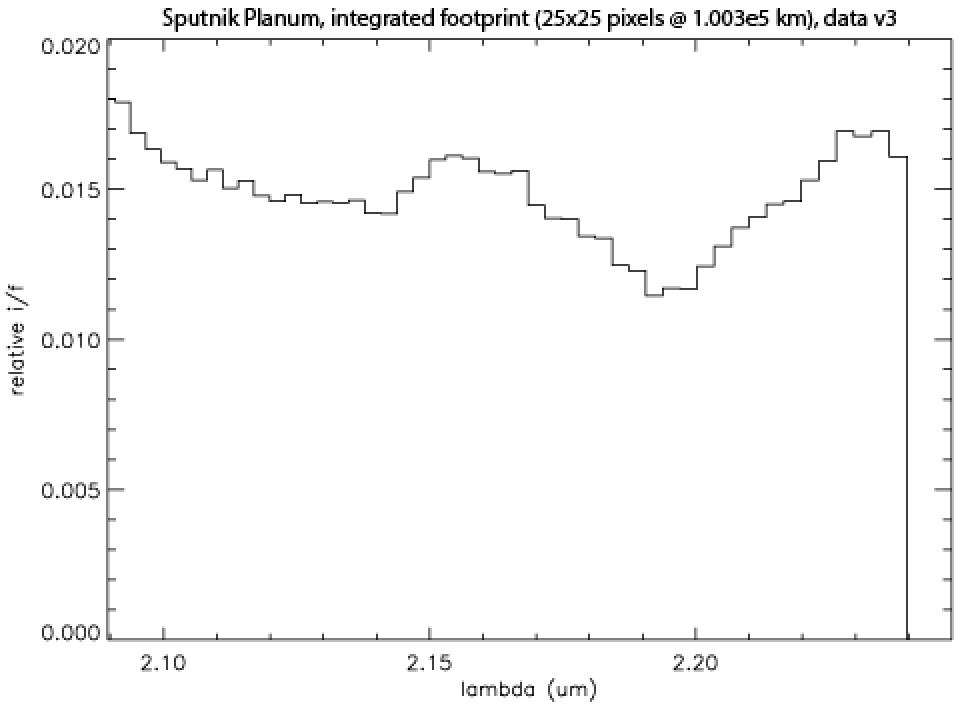 Sputnik Planum, integrated footprint (25x25 pixels @ 1.003e5 km), data v3
0.020
0.015
0.010
0.005
0.000
relative i/f
2.10 2.15 2.20
lambda (um)